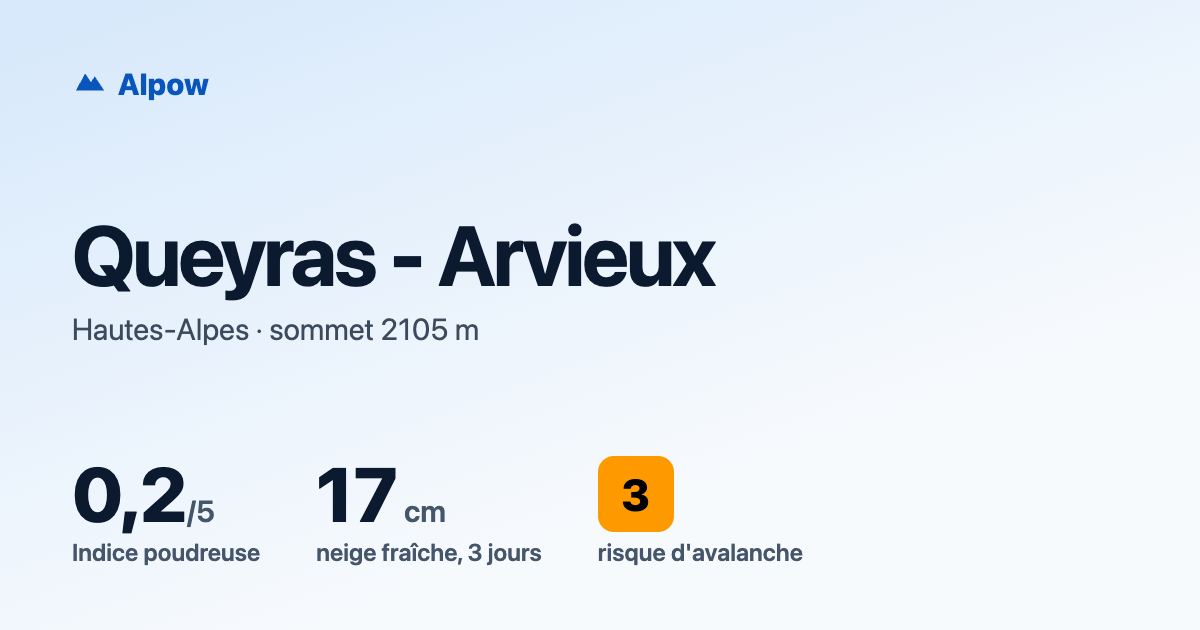 Alpow
Queyras - Arvieux
Hautes-Alpes · sommet 2105 m
0,2/5
Indice poudreuse
17 cm
neige fraîche, 3 jours
3
risque d'avalanche